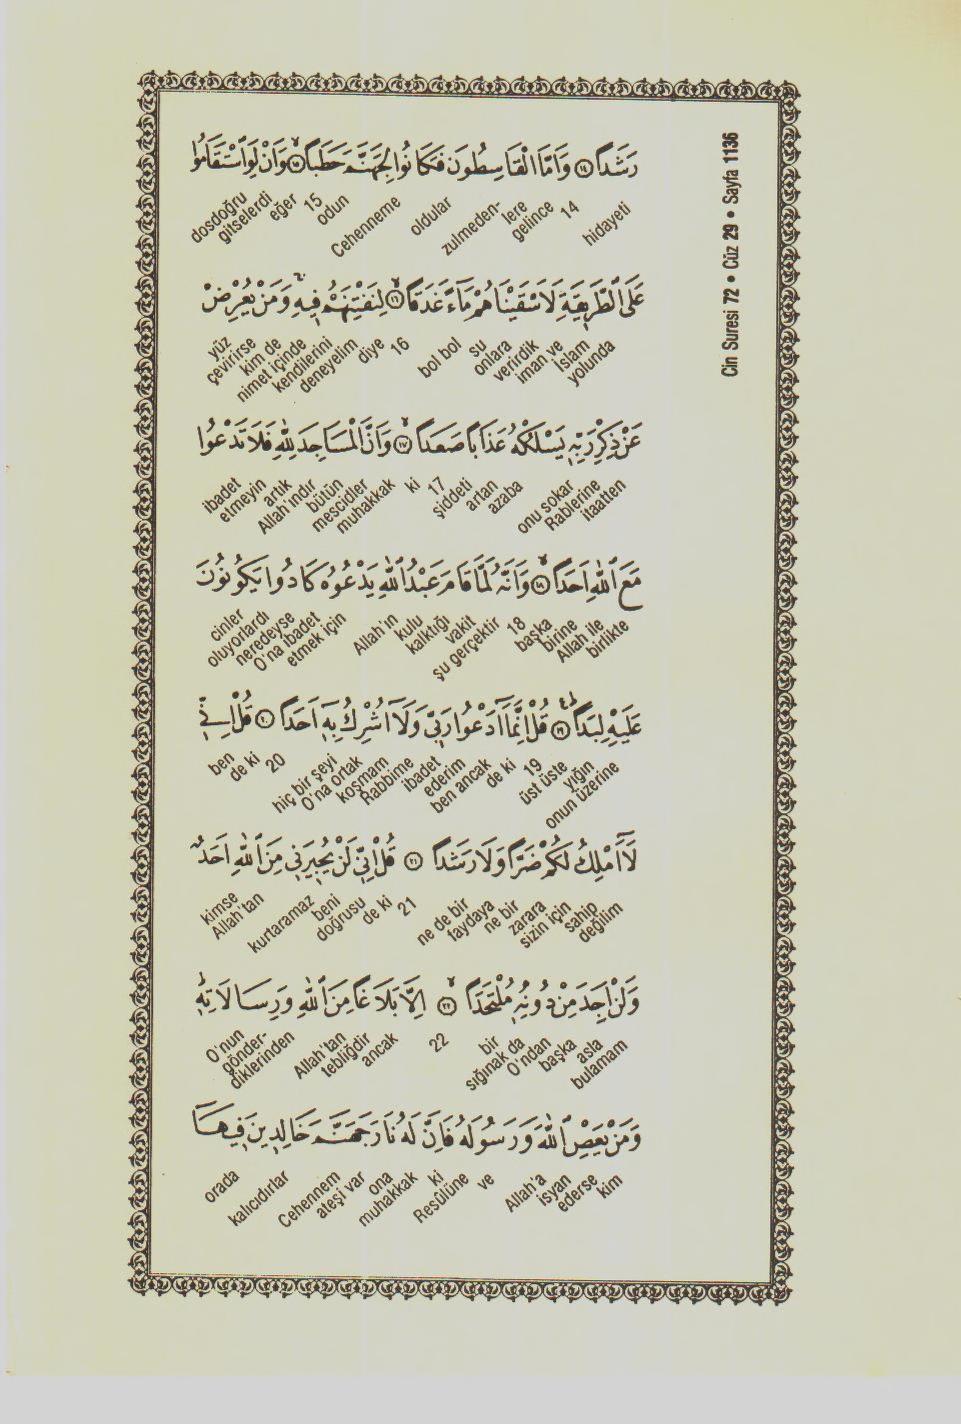 Cin Suresi 72 • Cüz 29 • Sayfa 1136
رَشَدًا ﴿١٤﴾ وَاَمَّا الْقَاسِطُونَ فَكَانُوا لِجَهَنَّمَ حَطَبًا ﴿١٥﴾ وَاَنْ لَوِ اسْتَقَامُوا
hidayeti 14 gelince zulmeden-lere oldular Cehenneme odun 15 eğer gitselerdi dosdoğru
عَلَى الطَّرِيقَةِ لَاَسْقَيْنَاهُمْ مَاءً غَدَقًا ﴿١٦﴾ لِنَفْتِنَهُمْ فِيهِ وَمَنْ يُعْرِضْ
yolunda İslam iman ve verirdik onlara su bol bol 16 diye deneyelim kendilerini nimet içinde kim de çevirirse yüz
عَنْ ذِكْرِ رَبِّهِ يَسْلُكْهُ عَذَابًا صَعَدًا ﴿١٧﴾ وَاَنَّ الْمَسَاجِدَ لِلّٰهِ فَلَا تَدْعُوا
itaatten Rablerine onu sokar azaba artan şiddeti 17 ki muhakkak mescidler bütün Allah'ındır artık etmeyin ibadet
مَعَ اللّٰهِ اَحَدًا ﴿١٨﴾ وَاَنَّهُ لَمَّا قَامَ عَبْدُ اللّٰهِ يَدْعُوهُ كَادُوا يَكُونُونَ
birlikte Allah ile birine başka 18 şu gerçektir vakit kalktığı kulu Allah'ın etmek için O'na ibadet neredeyse oluyorlardı cinler
عَلَيْهِ لِبَدًا ﴿١٩﴾ قُلْ اِنَّمَا اَدْعُوا رَبِّي وَلَا اُشْرِكُ بِهِ اَحَدًا ﴿٢٠﴾ قُلْ اِنِّي
onun üzerine yığın üst üste 19 de ki ben ancak ederim ibadet Rabbime koşmam O'na ortak hiç bir şeyi 20 de ki ben
لَا اَمْلِكُ لَكُمْ ضَرًّا وَلَا رَشَدًا ﴿٢١﴾ قُلْ اِنِّي لَنْ يُجِيرَنِي مِنَ اللّٰهِ اَحَدٌ
değilim sahip sizin için zarara ne bir faydaya ne de bir 21 de ki doğrusu beni kurtaramaz Allah'tan kimse
وَلَنْ اَجِدَ مِنْ دُونِهِ مُلْتَحَدًا ﴿٢٢﴾ اِلَّا بَلَاغًا مِنَ اللّٰهِ وَرِسَالَاتِهِ
bulamam asla başka O'ndan sığınak da bir 22 ancak tebliğdir Allah'tan diklerinden gönder- O'nun
وَمَنْ يَعْصِ اللّٰهَ وَرَسُولَهُ فَاِنَّ لَهُ نَارَ جَهَنَّمَ خَالِدِينَ فِيهَا
kim ederse isyan Allah'a ve Resûlüne ki muhakkak ona ateşi var Cehennem kalıcıdırlar orada